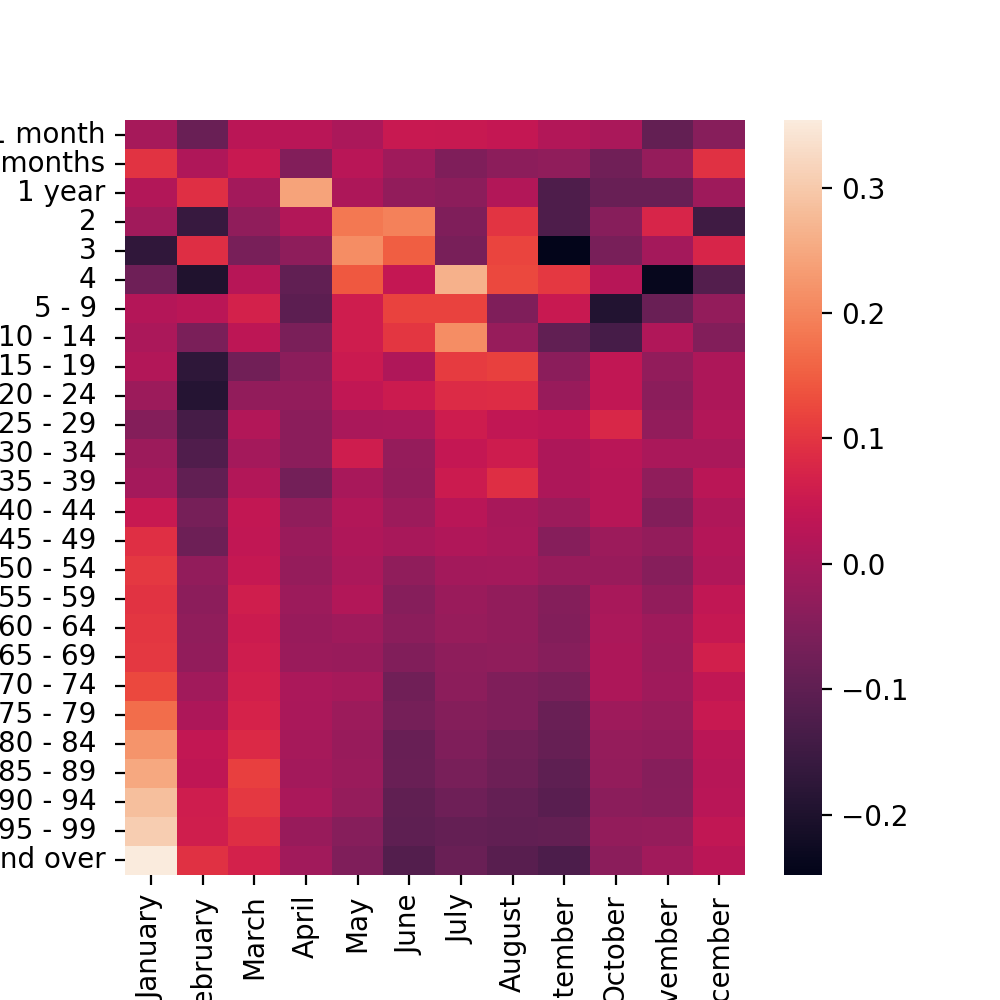 1 month
months
1 year
2
3
4
5 - 9
10 - 14
15 - 19
20 - 24
25 - 29
30 - 34
35 - 39
40 - 44
45 - 49
50 - 54
55 - 59
60 - 64
65 - 69
70 - 74
75 - 79
80 - 84
85 - 89
90 - 94
95 - 99
nd over
January
ebruary
March
April
May
June
July
August
tember
October
vember
cember
0.3
0.2
0.1
0.0
−0.1
−0.2